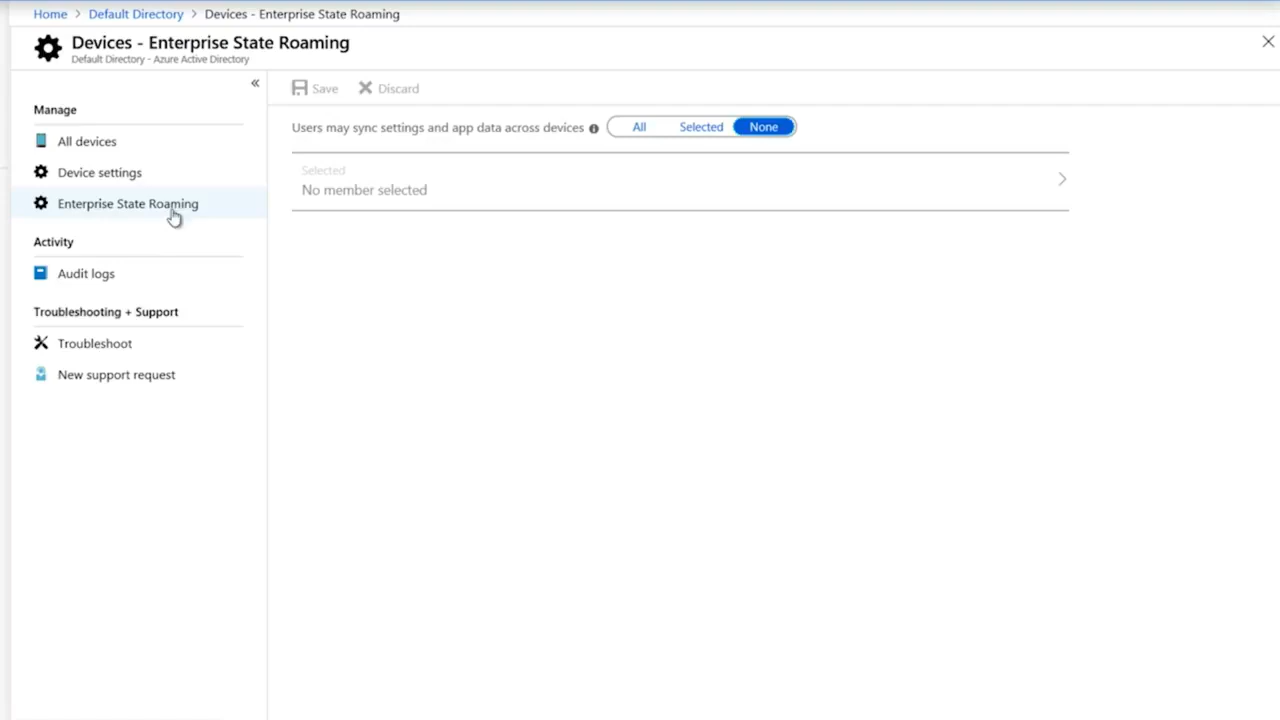 Home > Default Directory > Devices - Enterprise State Roaming
Devices - Enterprise State Roaming
Default Directory - Azure Active Directory
Save Discard
Manage
Users may sync settings and app data across devices All Selected None
All devices
Selected
Device settings
No member selected
Enterprise State Roaming
Activity
Audit logs
Troubleshooting + Support
Troubleshoot
New support request